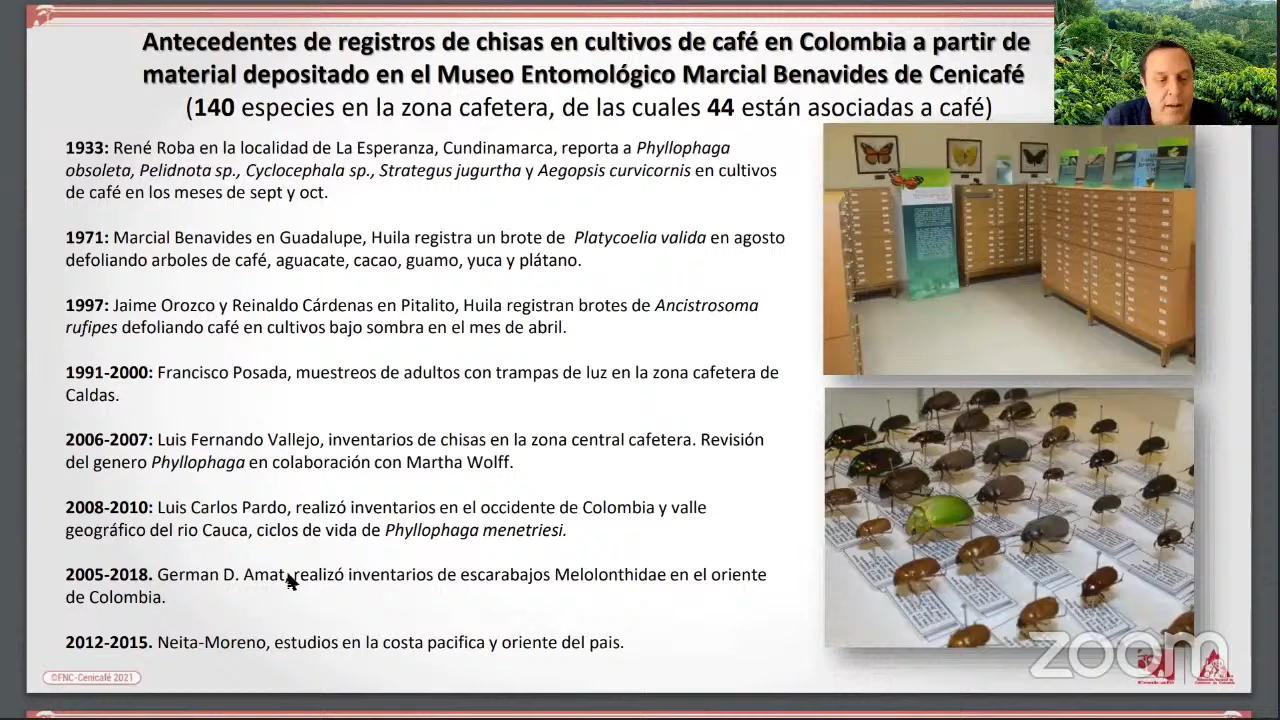 Antecedentes de registros de chisas en cultivos de café en Colombia a partir de
material depositado en el Museo Entomológico Marcial Benavides de Cenicafé
(140 especies en la zona cafetera, de las cuales 44 están asociadas a café)
1933: René Roba en la localidad de La Esperanza, Cundinamarca, reporta a Phyllophaga
obsoleta, Pelidnota sp., Cyclocephala sp., Strategus jugurtha y Aegopsis curvicornis en cultivos
de café en los meses de sept y oct.
1971: Marcial Benavides en Guadalupe, Huila registra un brote de Platycoelia valida en agosto
defoliando arboles de café, aguacate, cacao, guamo, yuca y plátano.
1997: Jaime Orozco y Reinaldo Cárdenas en Pitalito, Huila registran brotes de Ancistrosoma
rufipes defoliando café en cultivos bajo sombra en el mes de abril.
1991-2000: Francisco Posada, muestreos de adultos con trampas de luz en la zona cafetera de
Caldas.
2006-2007: Luis Fernando Vallejo, inventarios de chisas en la zona central cafetera. Revisión
del genero Phyllophaga en colaboración con Martha Wolff.
2008-2010: Luis Carlos Pardo, realizó inventarios en el occidente de Colombia y valle
geográfico del rio Cauca, ciclos de vida de Phyllophaga menetriesi.
2005-2018. German D. Amat, realizó inventarios de escarabajos Melolonthidae en el oriente
de Colombia.
2012-2015. Neita-Moreno, estudios en la costa pacifica y oriente del pais.
©FNC-Cenicafé 2021
zoom
Cenicafé